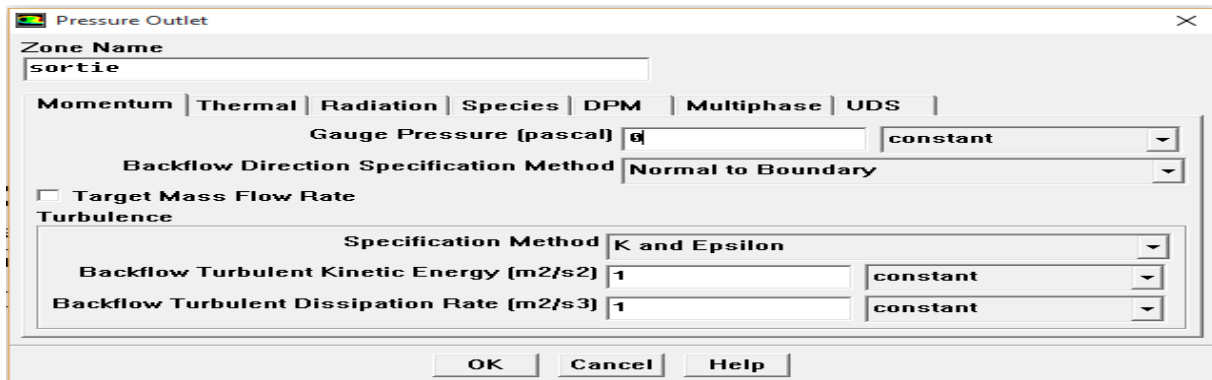 Pressure Outlet
Zone Name
sortie
Momentum Thermal Radiation Species DPM Multiphase UDS
Gauge Pressure (pascal) 0 constant
Backflow Direction Specification Method Normal to Boundary
Target Mass Flow Rate
Turbulence
Specification Method K and Epsilon
Backflow Turbulent Kinetic Energy (m2/s2) 1 constant
Backflow Turbulent Dissipation Rate (m2/s3) 1 constant
OK Cancel Help